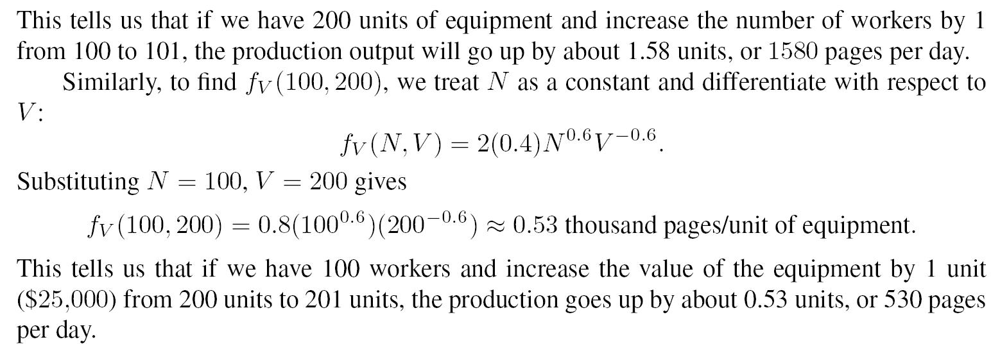 This tells us that if we have 200 units of equipment and increase the number of workers by 1
from 100 to 101, the production output will go up by about 1.58 units, or 1580 pages per day.
Similarly, to find f_V(100, 200), we treat N as a constant and differentiate with respect to
V:
f_V(N, V) = 2(0.4)N^{0.6}V^{−0.6}.
Substituting N = 100, V = 200 gives
f_V(100, 200) = 0.8(100^{0.6})(200^{−0.6}) ≈ 0.53 thousand pages/unit of equipment.
This tells us that if we have 100 workers and increase the value of the equipment by 1 unit
($25,000) from 200 units to 201 units, the production goes up by about 0.53 units, or 530 pages
per day.